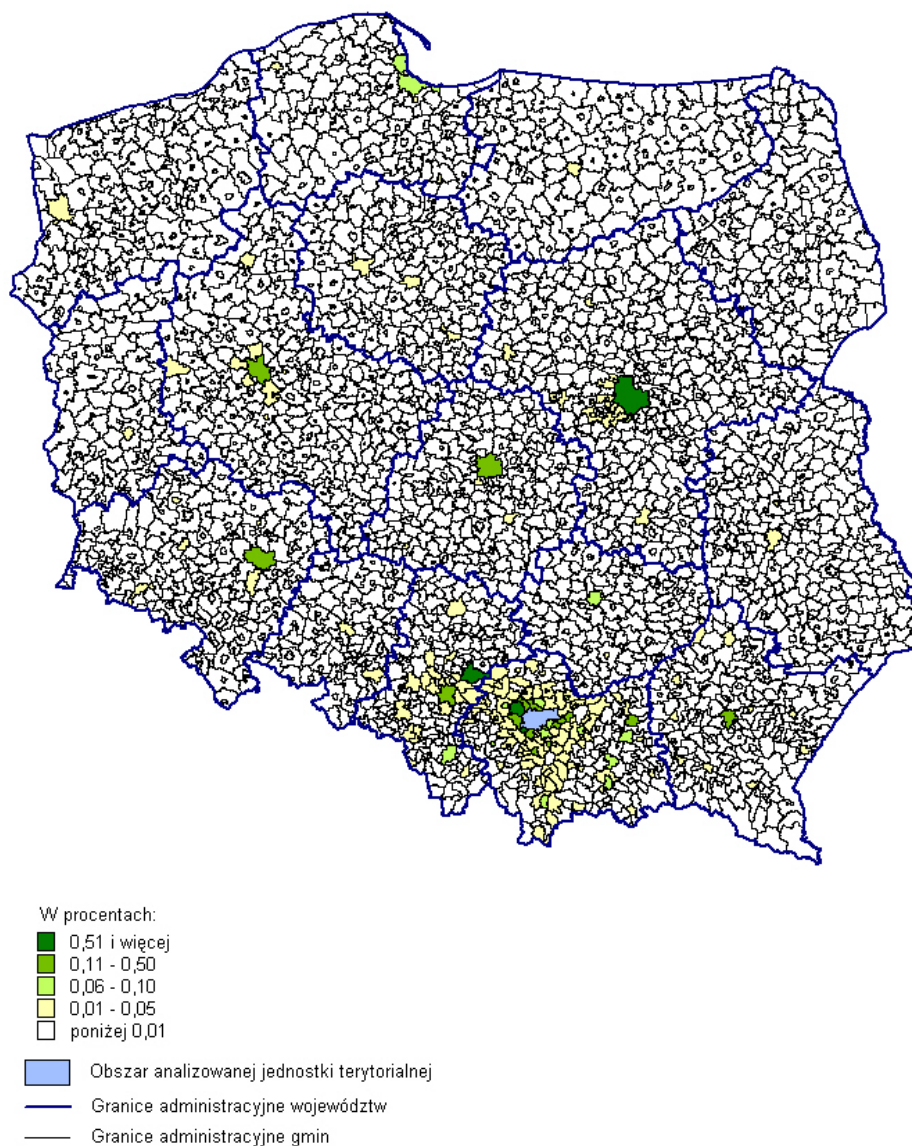 W procentach:
0,51 i więcej
0,11 - 0,50
0,06 - 0,10
0,01 - 0,05
poniżej 0,01
Obszar analizowanej jednostki terytorialnej
Granice administracyjne województw
Granice administracyjne gmin